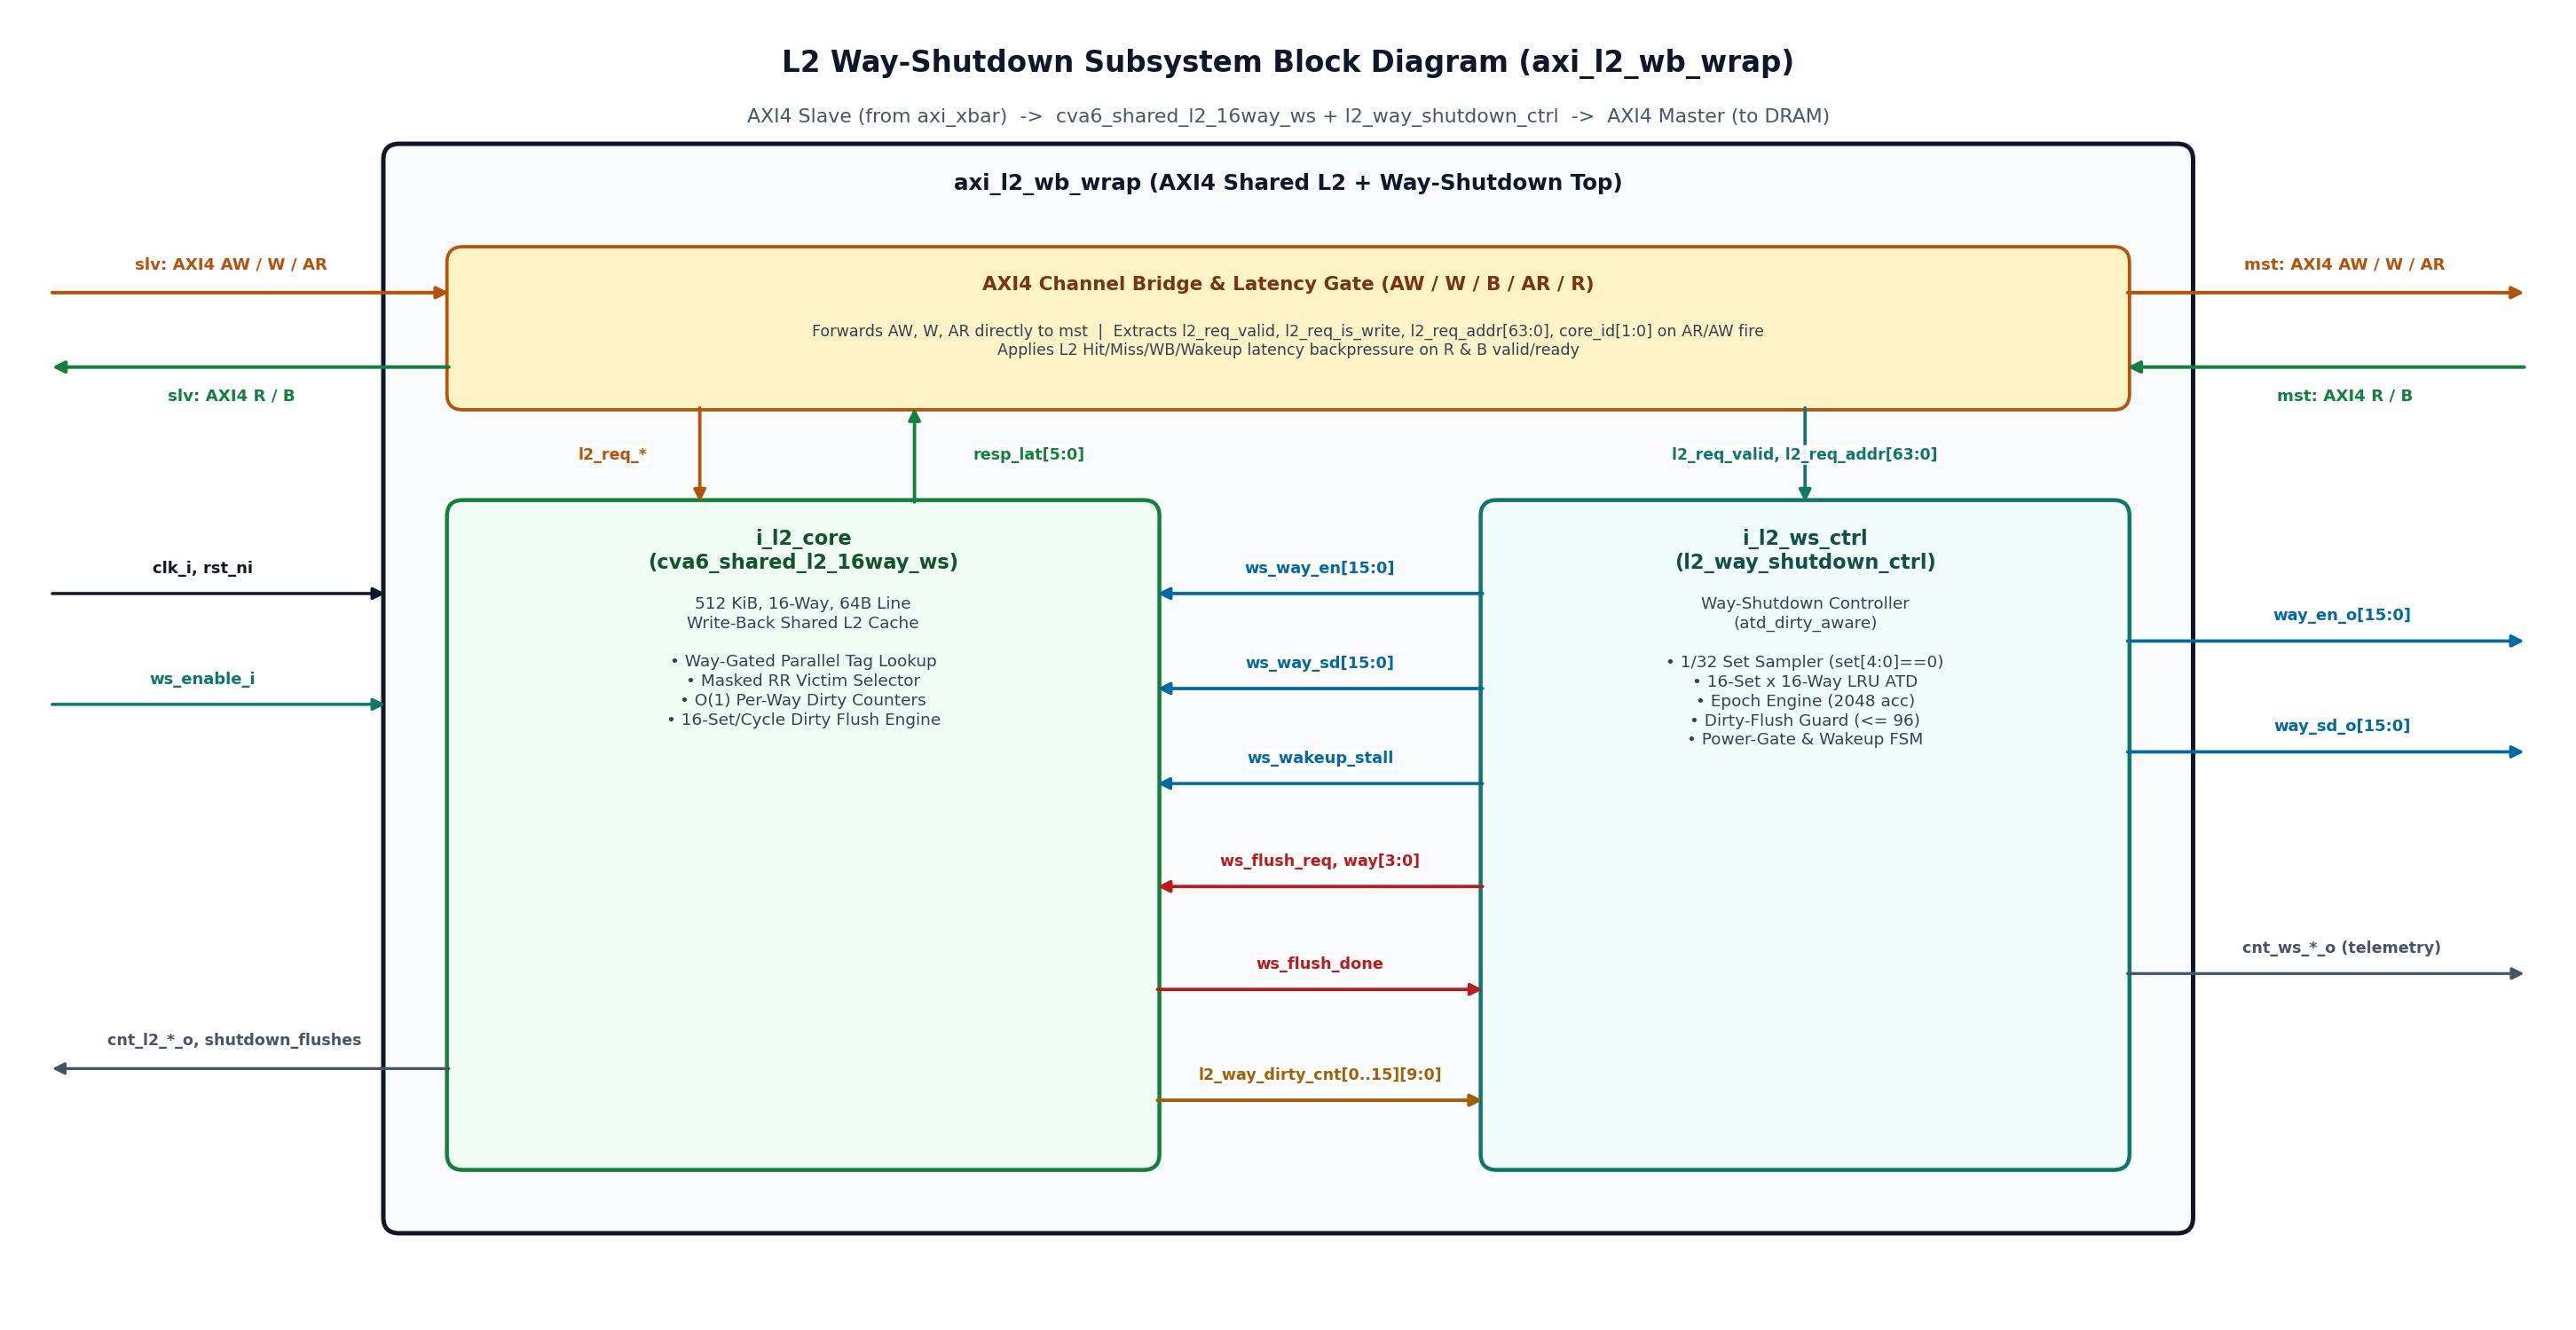 L2 Way-Shutdown Subsystem Block Diagram (axi_l2_wb_wrap)
AXI4 Slave (from axi_xbar)  ->  cva6_shared_l2_16way_ws + l2_way_shutdown_ctrl  ->  AXI4 Master (to DRAM)
axi_l2_wb_wrap (AXI4 Shared L2 + Way-Shutdown Top)
slv: AXI4 AW / W / AR
slv: AXI4 R / B
AXI4 Channel Bridge & Latency Gate (AW / W / B / AR / R)
Forwards AW, W, AR directly to mst  |  Extracts l2_req_valid, l2_req_is_write, l2_req_addr[63:0], core_id[1:0] on AR/AW fire
Applies L2 Hit/Miss/WB/Wakeup latency backpressure on R & B valid/ready
mst: AXI4 AW / W / AR
mst: AXI4 R / B
l2_req_*
resp_lat[5:0]
l2_req_valid, l2_req_addr[63:0]
clk_i, rst_ni
ws_enable_i
cnt_l2_*_o, shutdown_flushes
i_l2_core
(cva6_shared_l2_16way_ws)
512 KiB, 16-Way, 64B Line
Write-Back Shared L2 Cache
• Way-Gated Parallel Tag Lookup
• Masked RR Victim Selector
• O(1) Per-Way Dirty Counters
• 16-Set/Cycle Dirty Flush Engine
ws_way_en[15:0]
ws_way_sd[15:0]
ws_wakeup_stall
ws_flush_req, way[3:0]
ws_flush_done
l2_way_dirty_cnt[0..15][9:0]
i_l2_ws_ctrl
(l2_way_shutdown_ctrl)
Way-Shutdown Controller
(atd_dirty_aware)
• 1/32 Set Sampler (set[4:0]==0)
• 16-Set x 16-Way LRU ATD
• Epoch Engine (2048 acc)
• Dirty-Flush Guard (<= 96)
• Power-Gate & Wakeup FSM
way_en_o[15:0]
way_sd_o[15:0]
cnt_ws_*_o (telemetry)